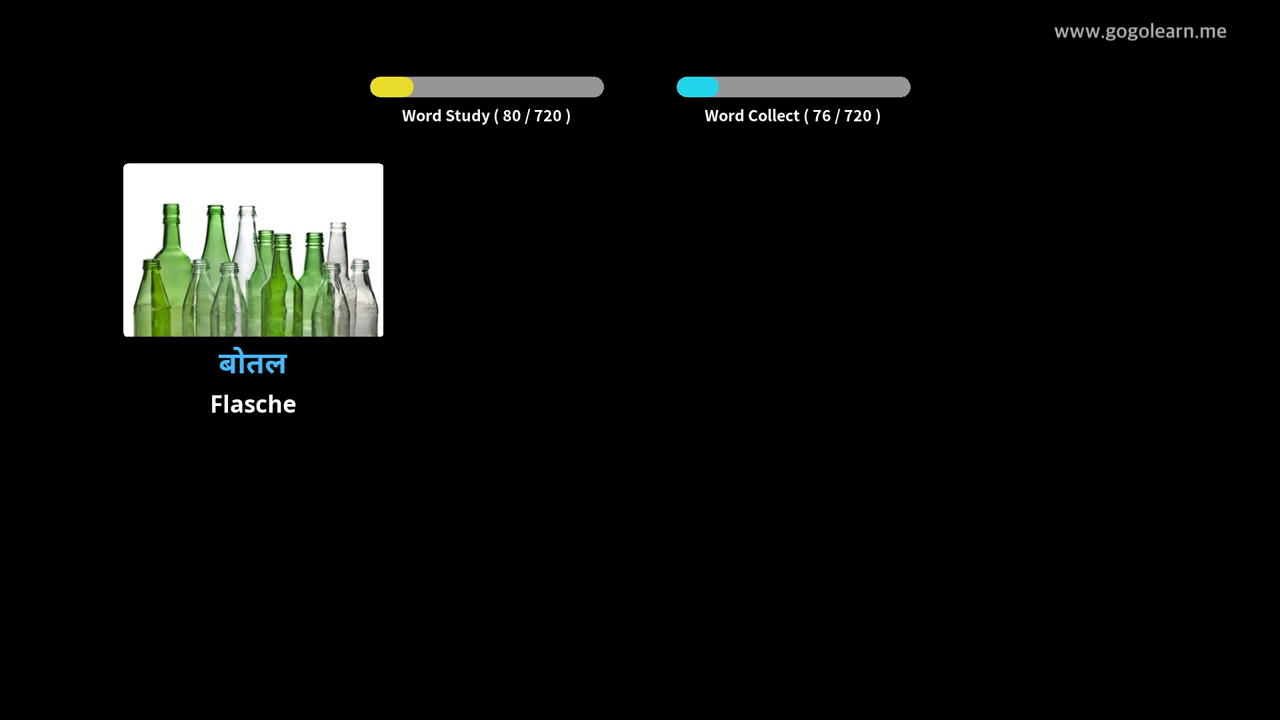 www.gogolearn.me
Word Study ( 80 / 720 )
Word Collect ( 76 / 720 )
बोतल
Flasche